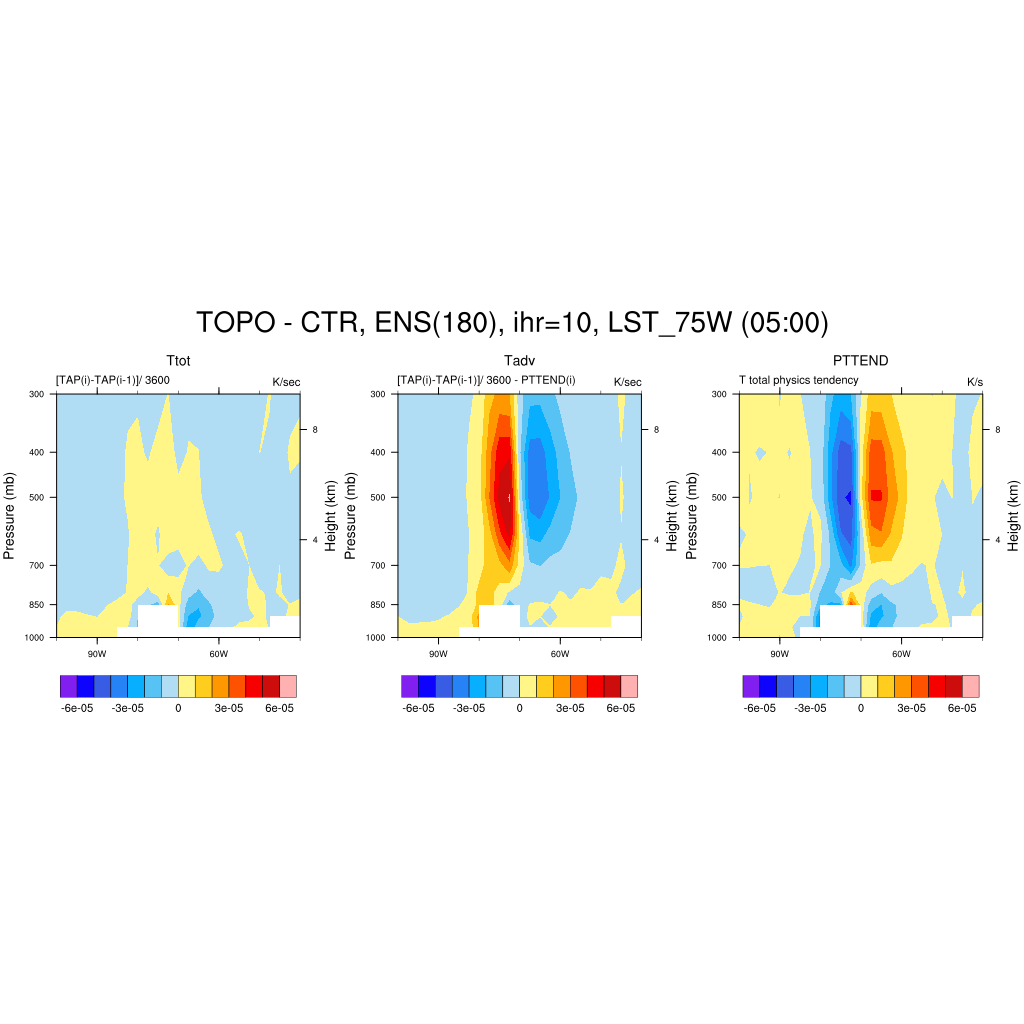 TOPO - CTR, ENS(180), ihr=10, LST_75W (05:00)
Ttot
[TAP(i)-TAP(i-1)]/ 3600 K/sec
300
400
500
700
850
1000
Pressure (mb)
8
4
Height (km)
90W 60W
-6e-05 -3e-05 0 3e-05 6e-05
Tadv
[TAP(i)-TAP(i-1)]/ 3600 - PTTEND(i) K/sec
300
400
500
700
850
1000
Pressure (mb)
8
4
Height (km)
90W 60W
-6e-05 -3e-05 0 3e-05 6e-05
PTTEND
T total physics tendency K/s
300
400
500
700
850
1000
Pressure (mb)
8
4
Height (km)
90W 60W
-6e-05 -3e-05 0 3e-05 6e-05